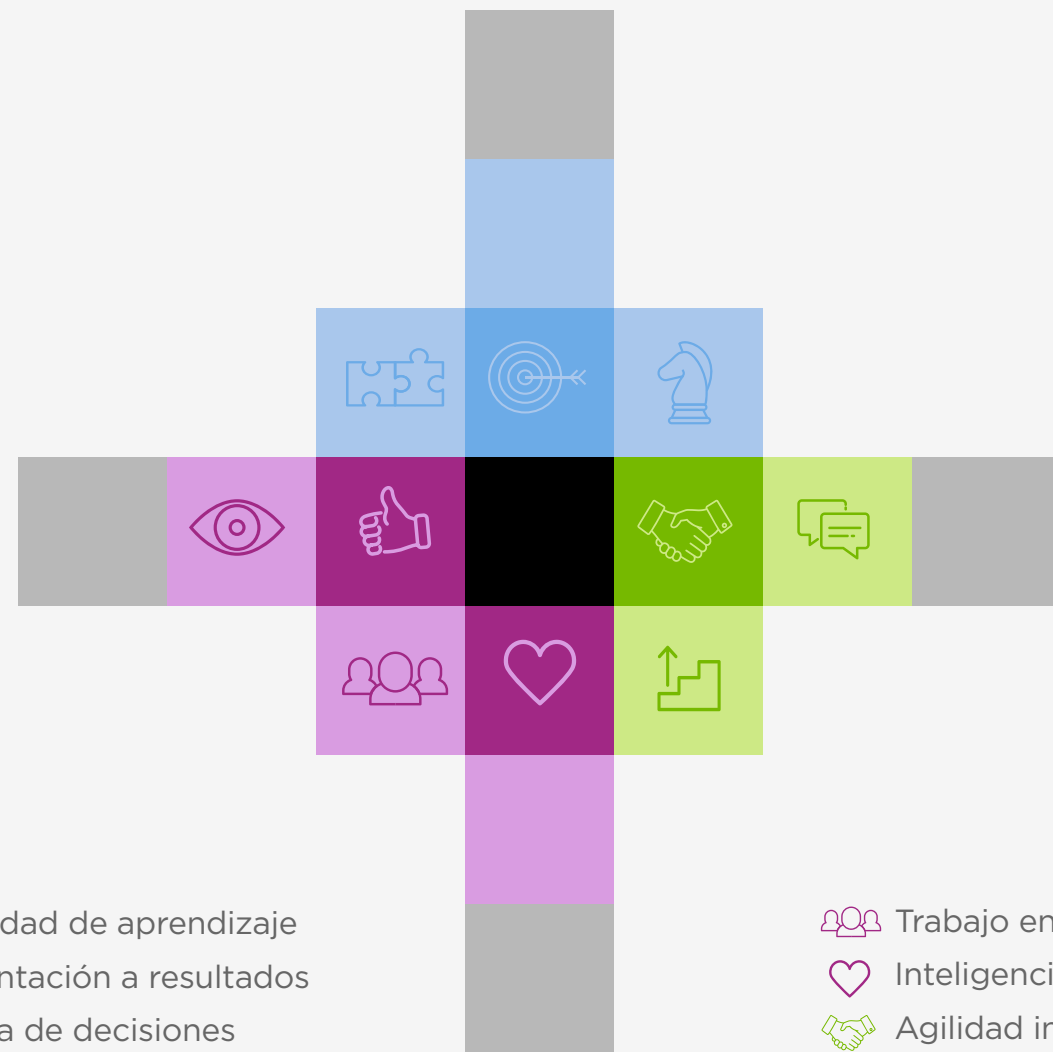 dad de aprendizaje
ntación a resultados
a de decisiones
Trabajo en
Inteligenci
Agilidad in